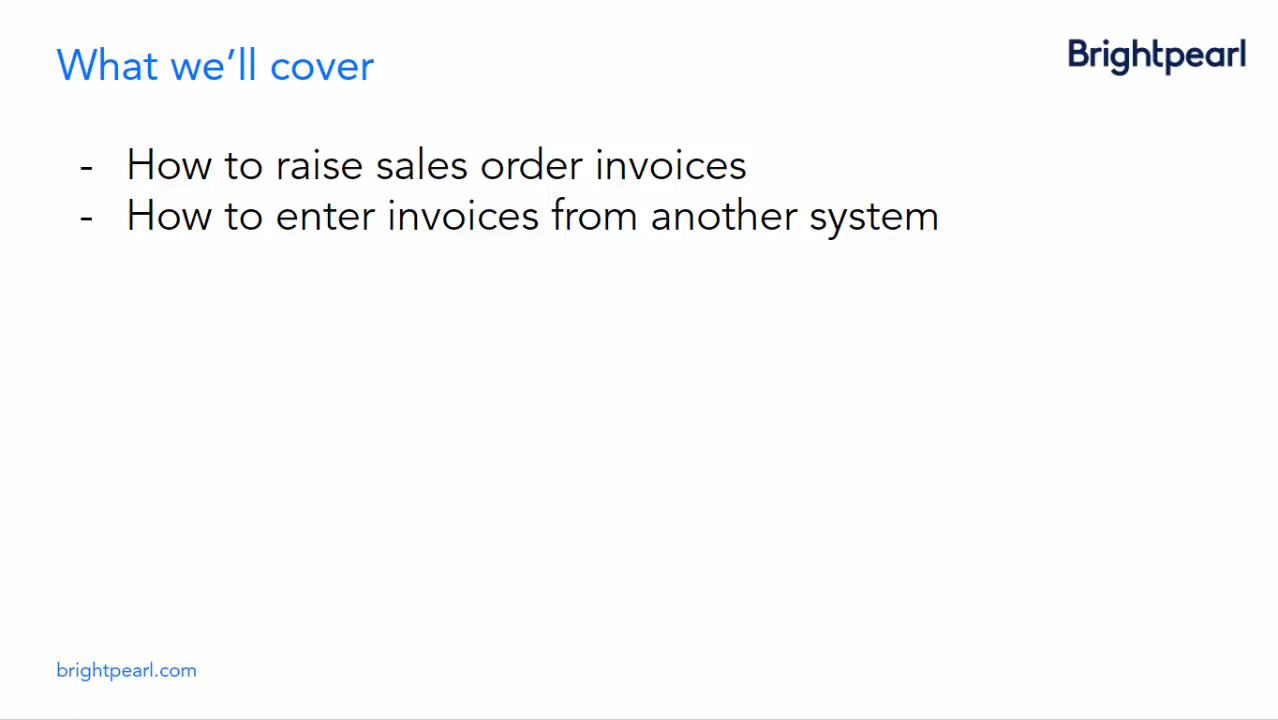 What we’ll cover
Brightpearl
- How to raise sales order invoices
- How to enter invoices from another system
brightpearl.com